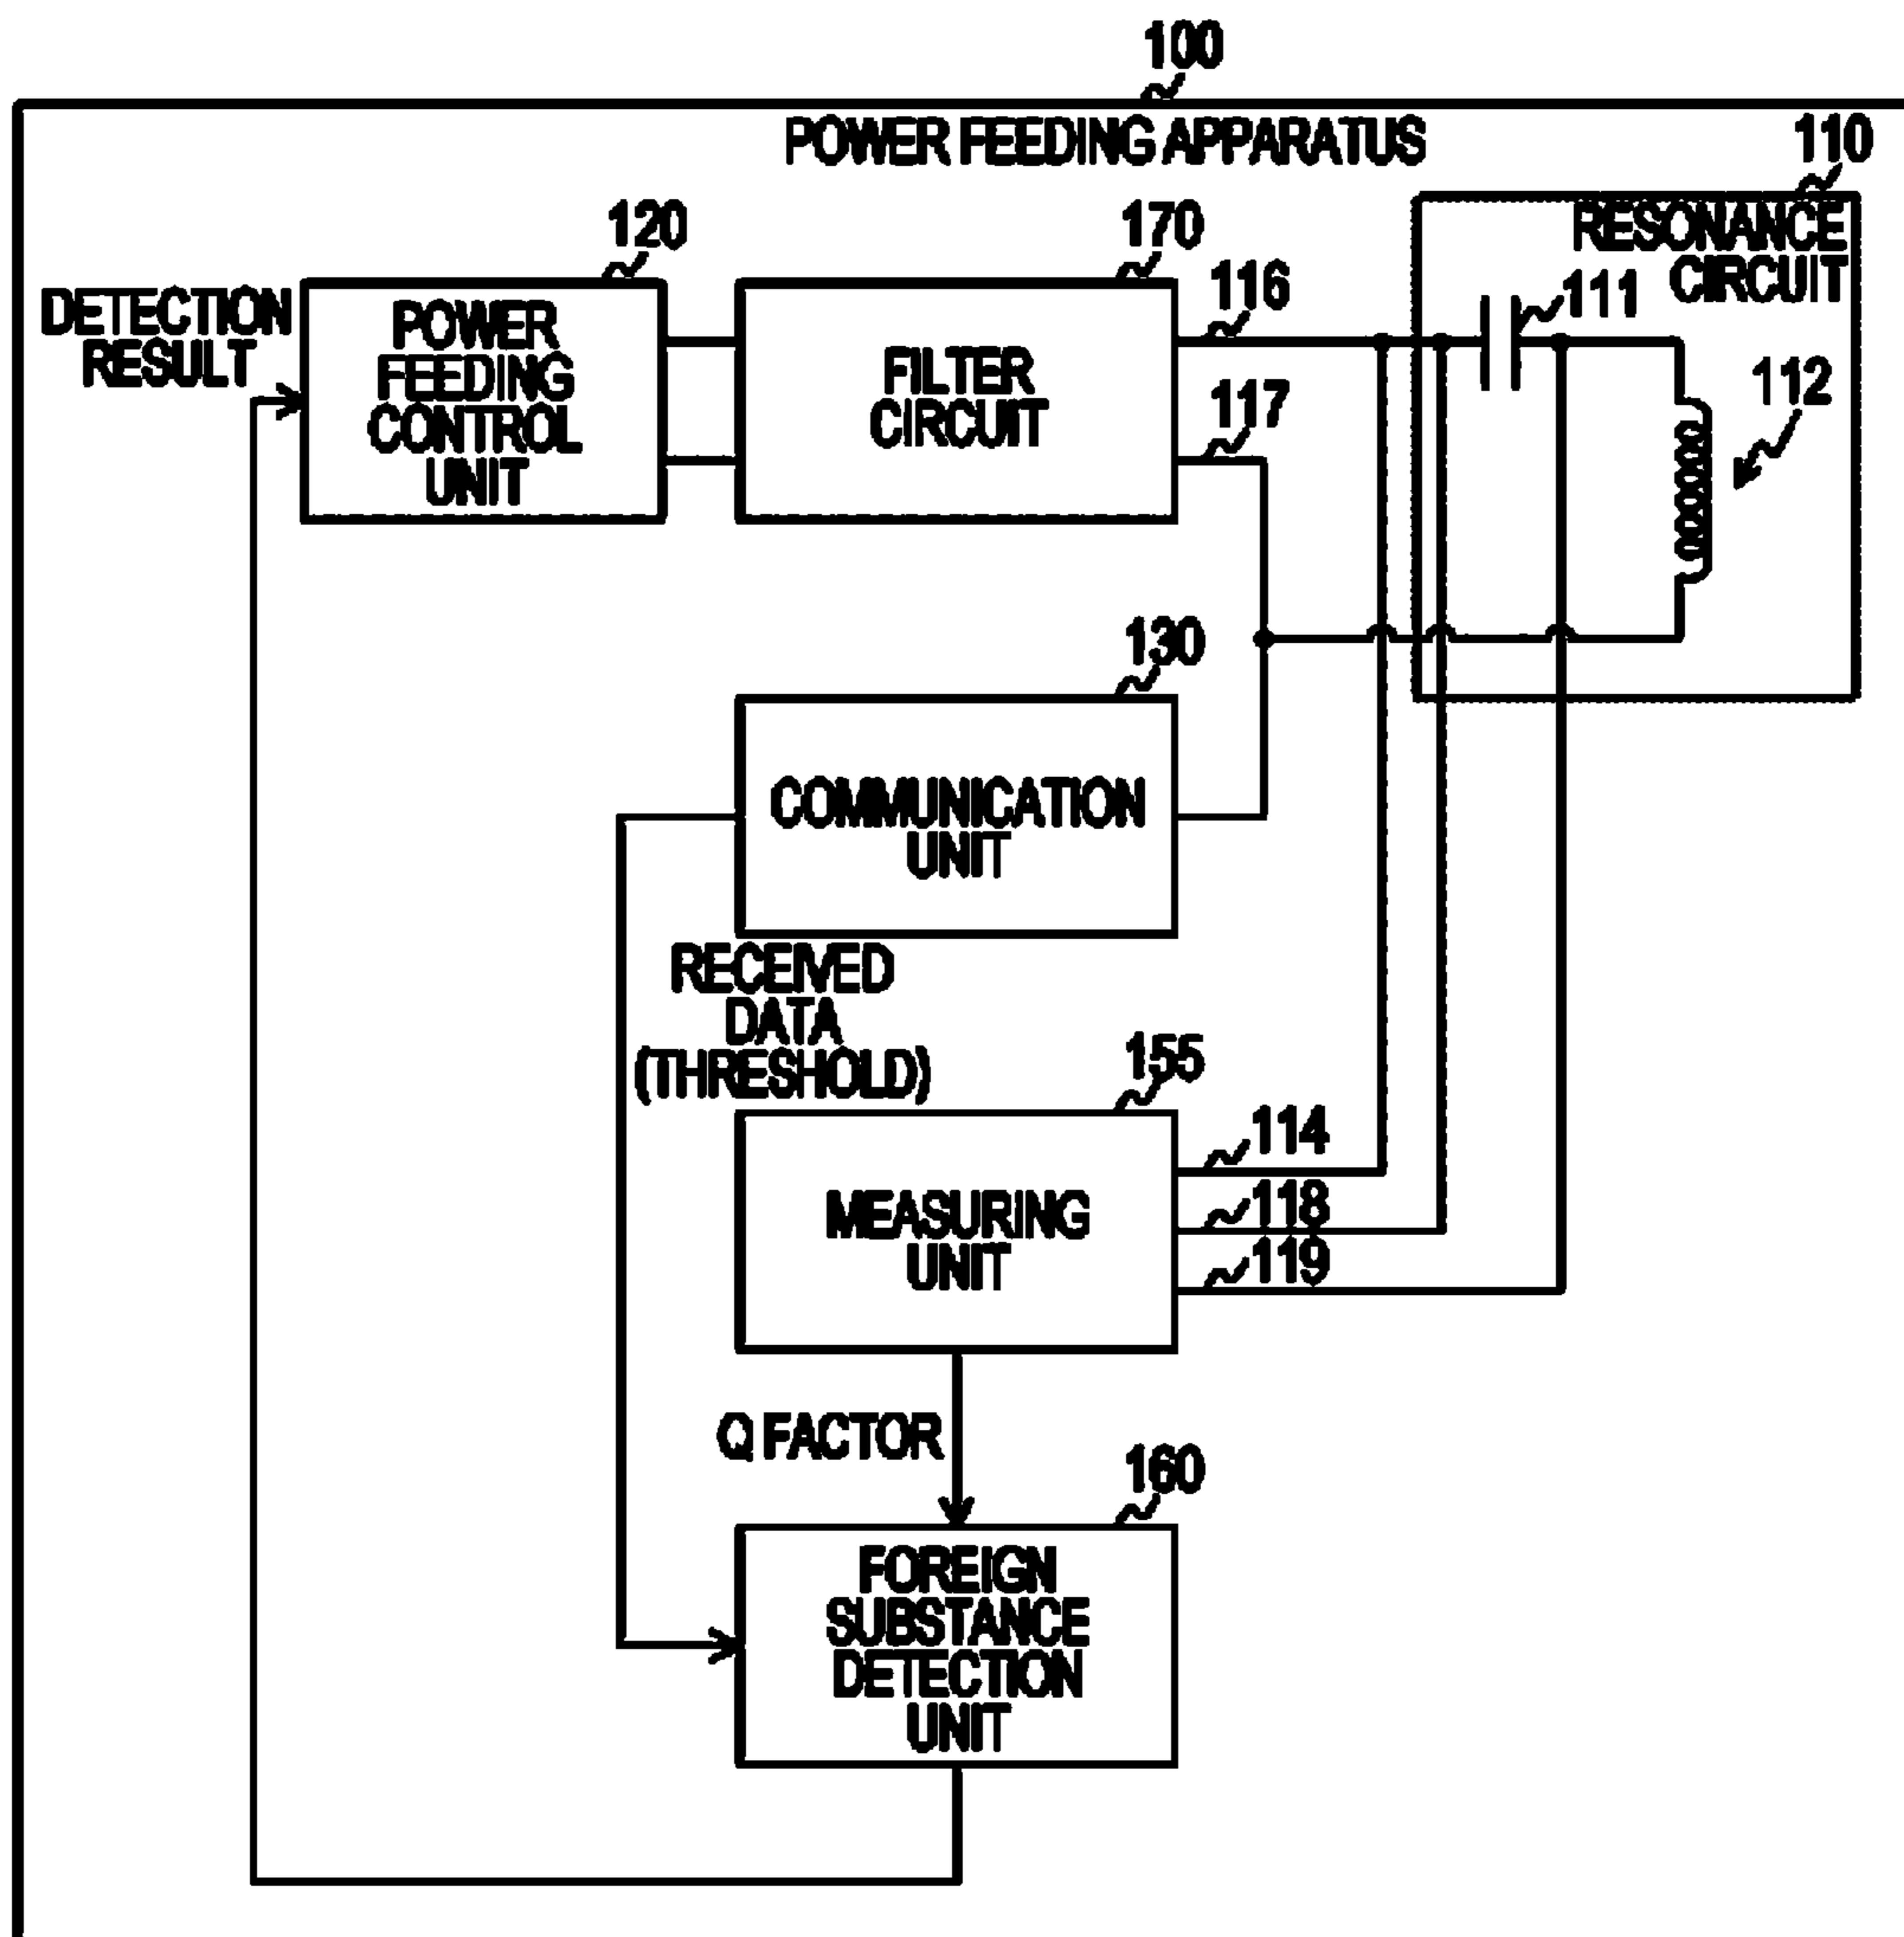 100
POWER FEEDING APPARATUS
110
RESONANCE
CIRCUIT
120
170
116
111
DETECTION
RESULT
POWER
FEEDING
CONTROL
UNIT
FILTER
CIRCUIT
117
112
130
COMMUNICATION
UNIT
RECEIVED
DATA
(THRESHOLD)
155
114
MEASURING
UNIT
118
119
Q FACTOR
160
FOREIGN
SUBSTANCE
DETECTION
UNIT